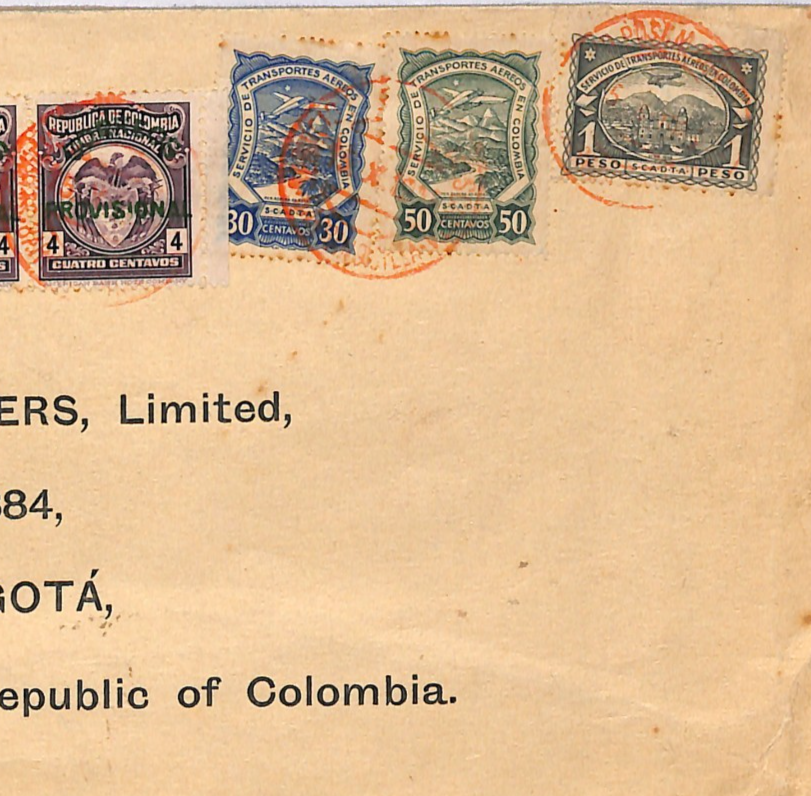 REPUBLICA DE COLOMBIA
TIMBRE NACIONAL
PROVISIONAL
4 4
CUATRO CENTAVOS
SERVICIO DE TRANSPORTES AEREOS EN COLOMBIA
SCADTA
30 CENTAVOS 30
SERVICIO DE TRANSPORTES AEREOS EN COLOMBIA
SCADTA
50 CENTAVOS 50
SERVICIO DE TRANSPORTES AEREOS EN COLOMBIA
1 1
PESO SCADTA PESO
4
ERS, Limited,
84,
GOTÁ,
epublic of Colombia.